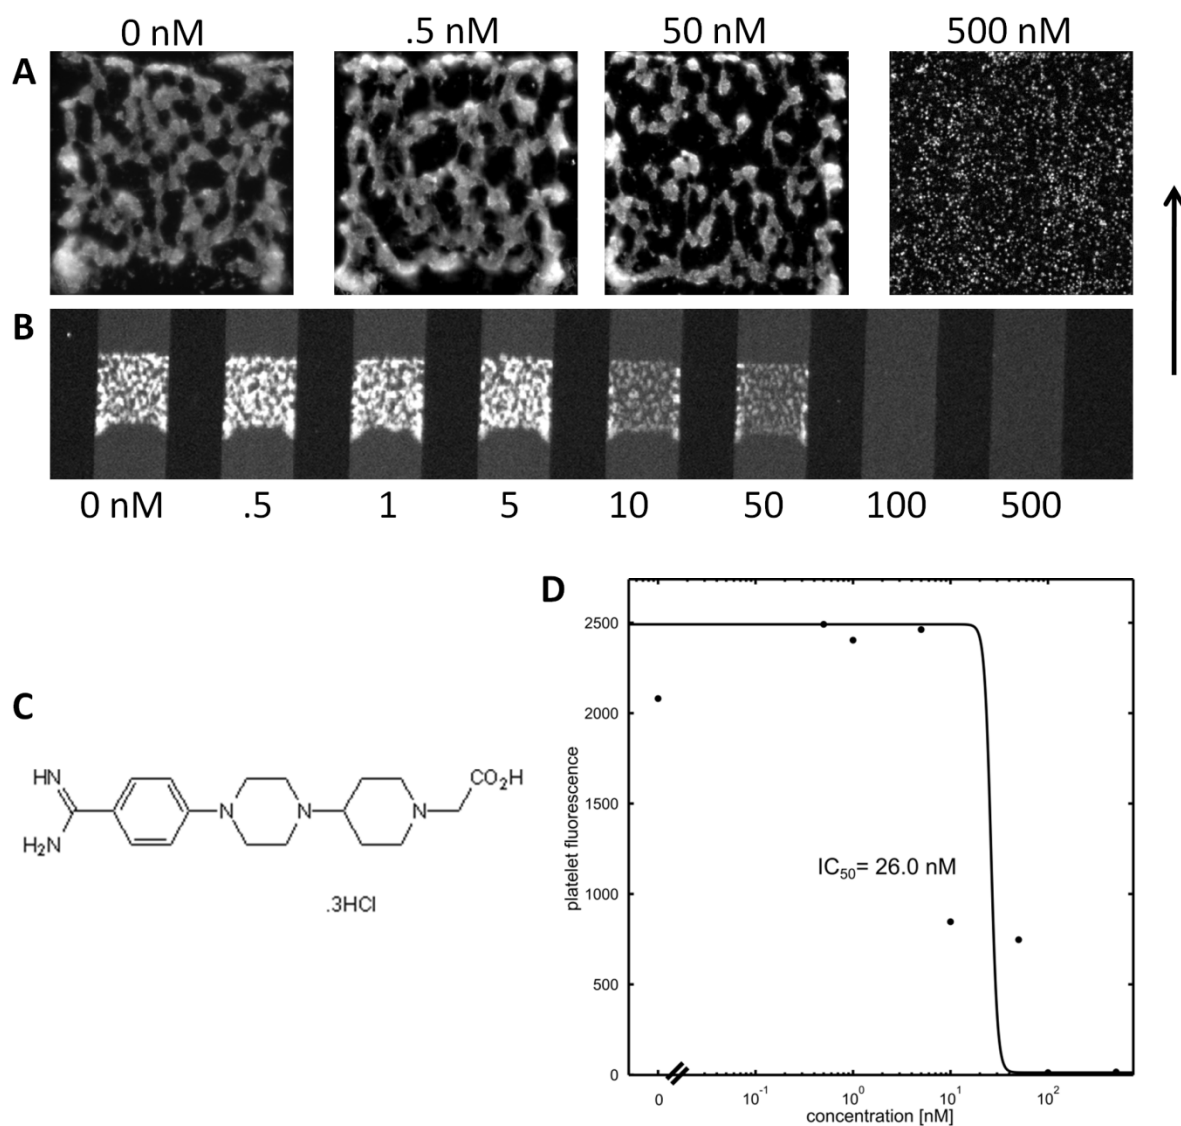 0 nM .5 nM 50 nM 500 nM
A
B
0 nM .5 1 5 10 50 100 500
C
HN
H₂N
N
N
N
CO₂H
.3HCl
D
platelet fluorescence
2500
2000
1500
1000
500
0
IC₅₀= 26.0 nM
0 10⁻¹ 10⁰ 10¹ 10²
concentration [nM]